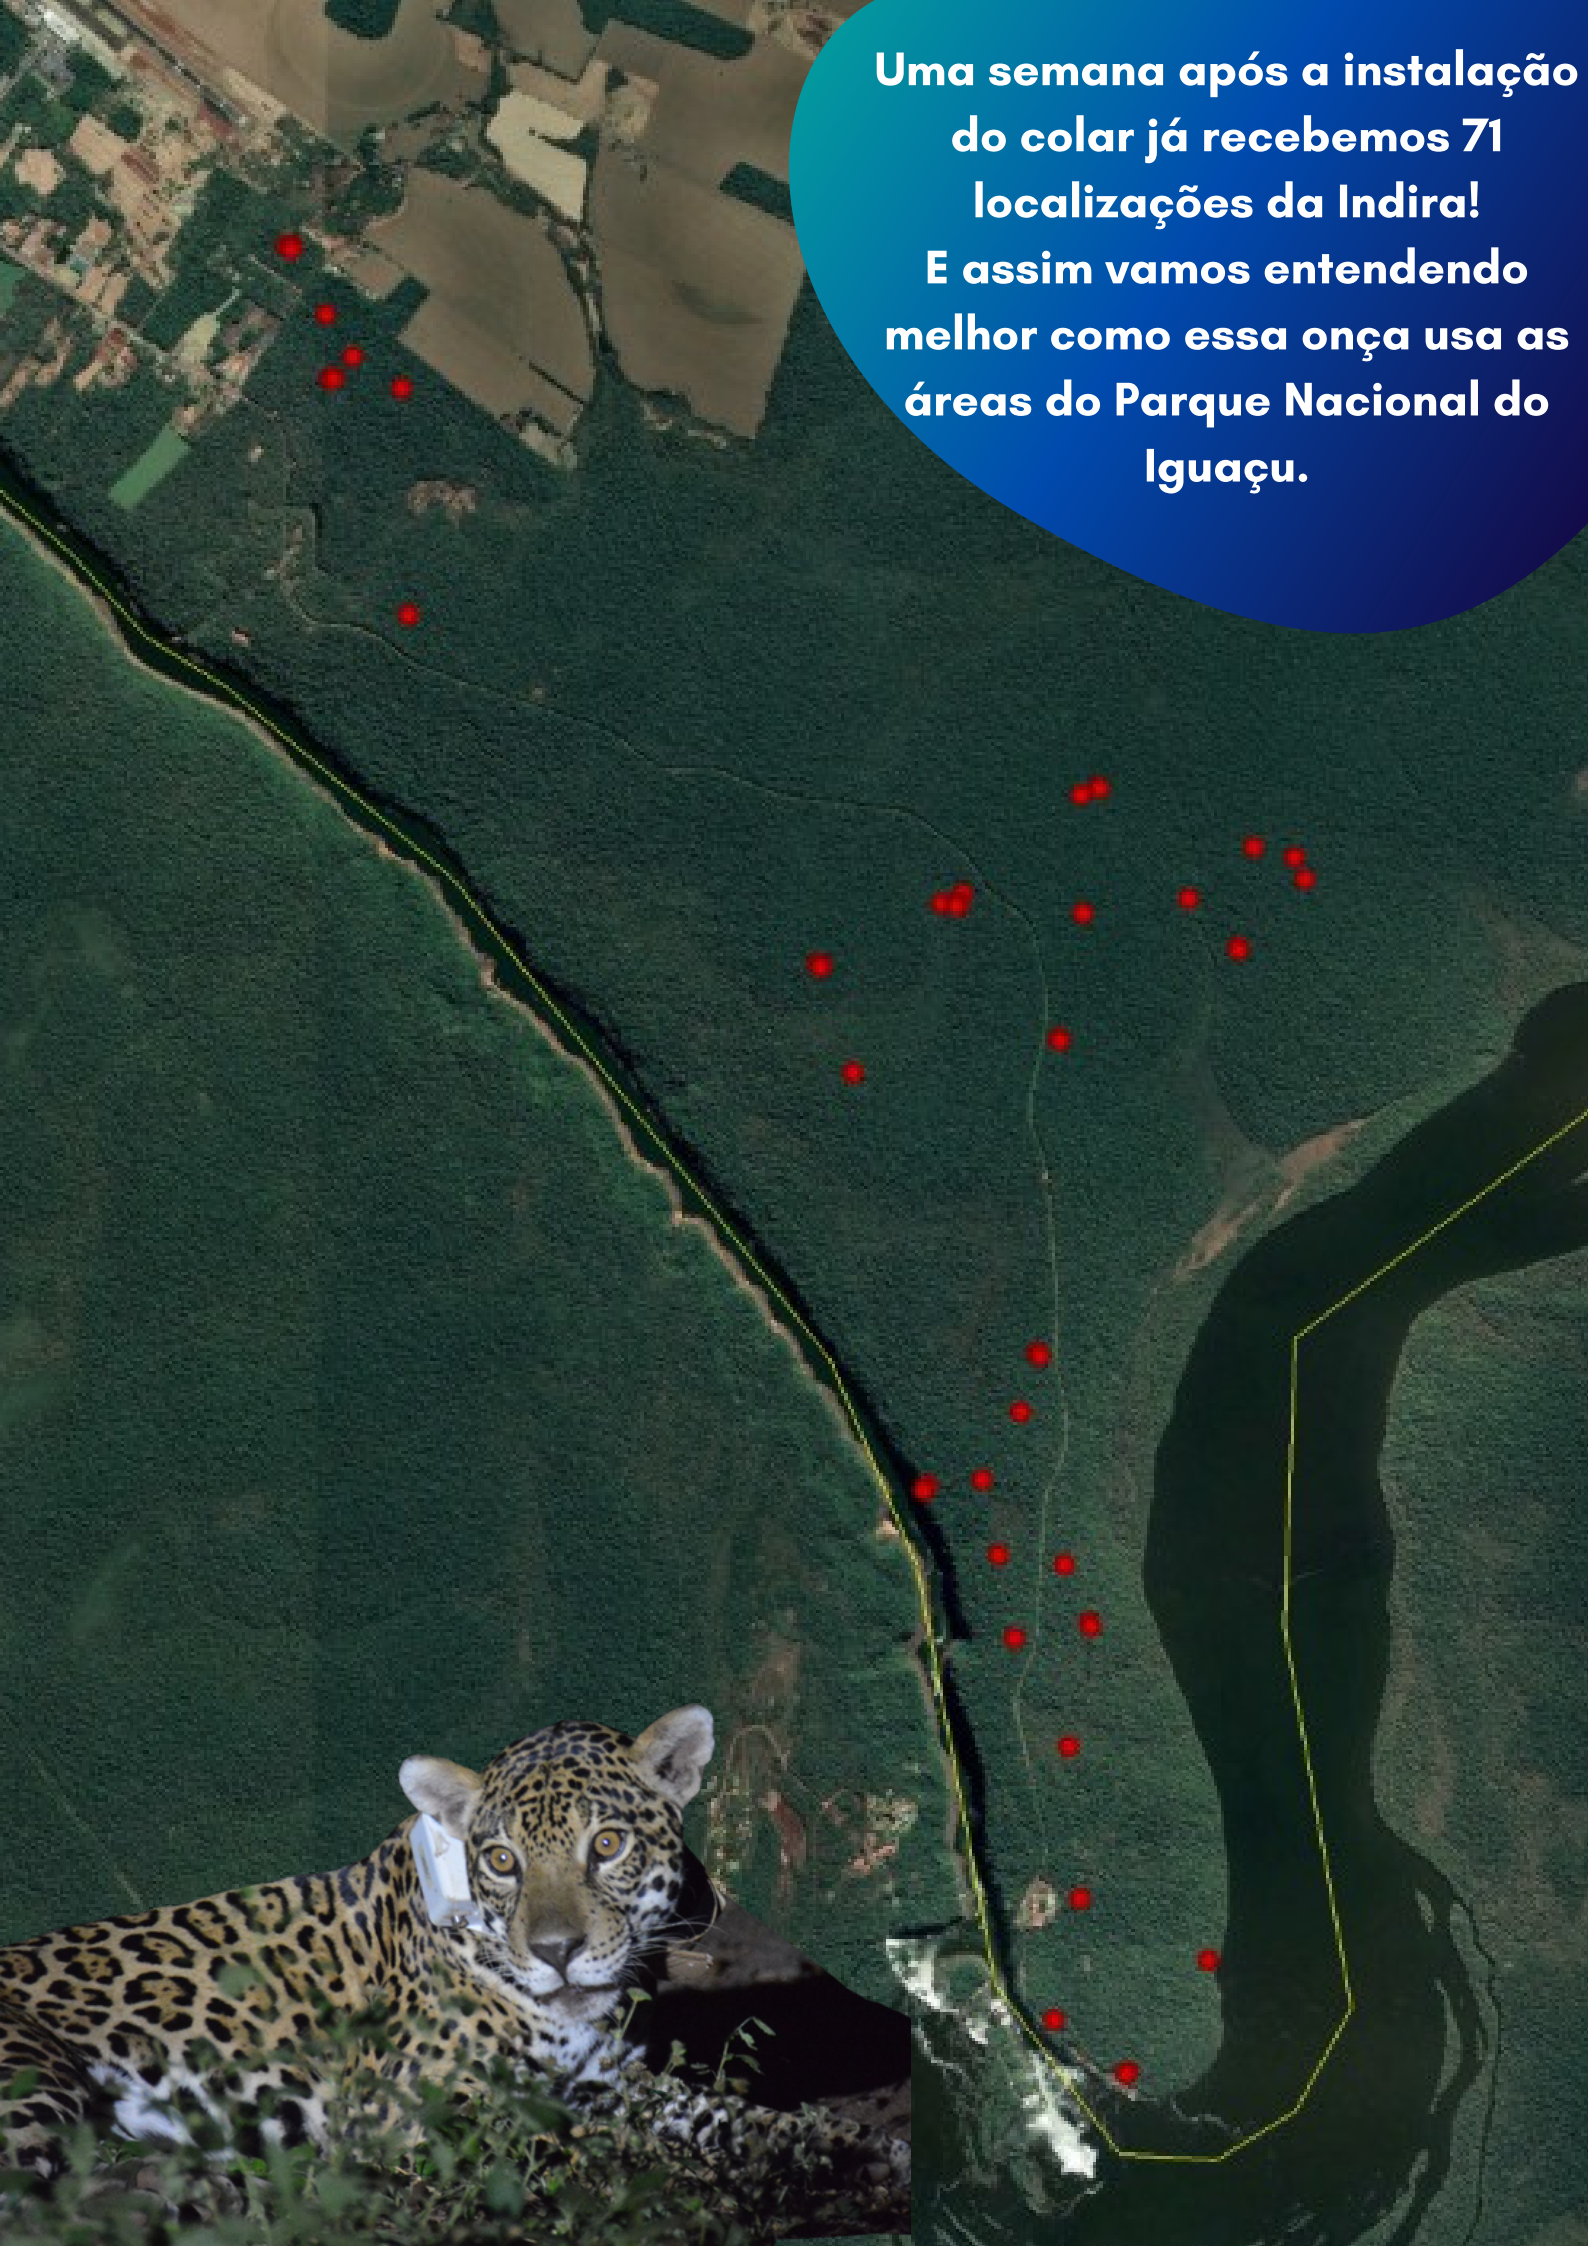 Uma semana após a instalação
do colar já recebemos 71
localizações da Indira!
E assim vamos entendendo
melhor como essa onça usa as
áreas do Parque Nacional do
Iguaçu.